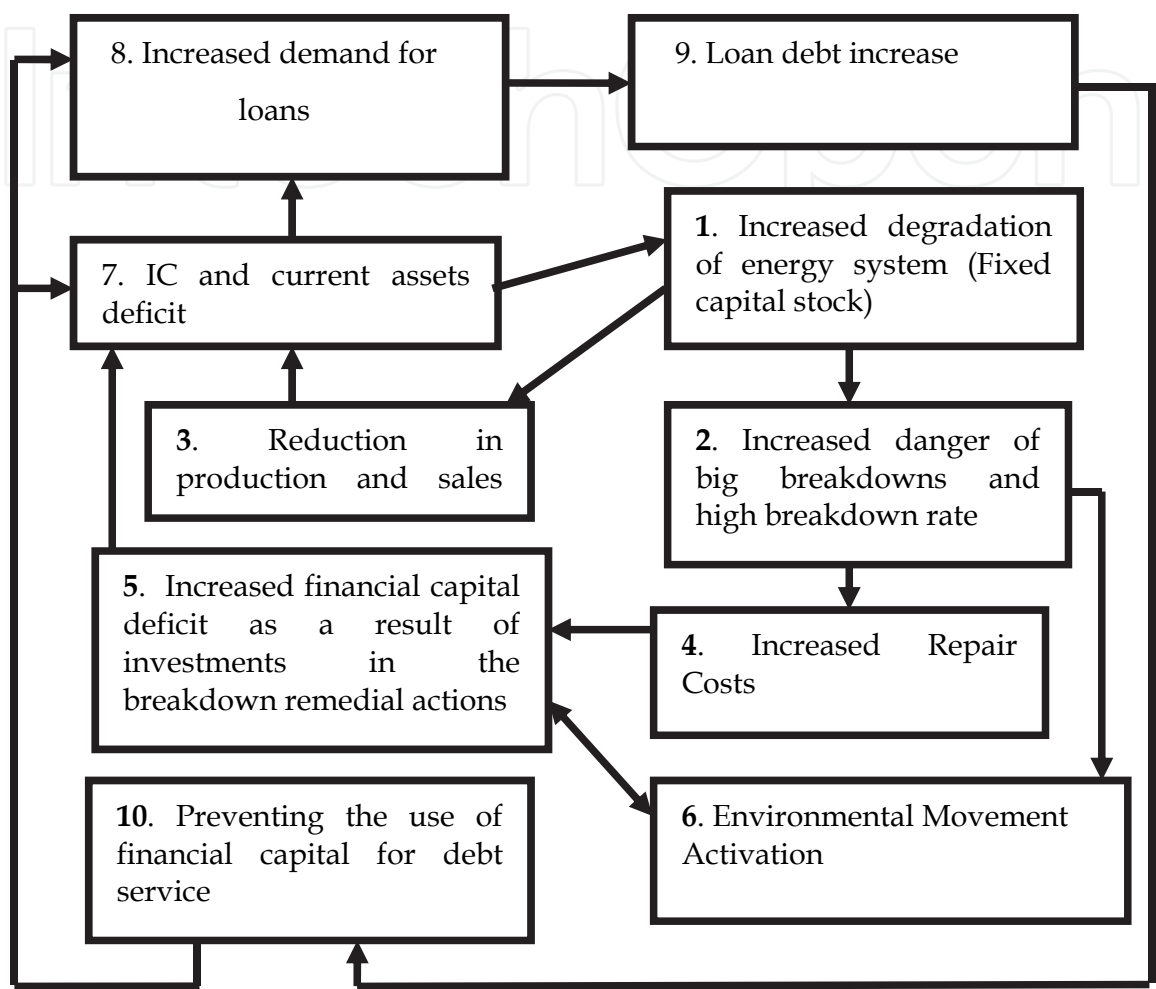 8. Increased demand for
loans
9. Loan debt increase
1. Increased degradation
of energy system (Fixed
capital stock)
7. IC and current assets
deficit
3. Reduction in
production and sales
2. Increased danger of
big breakdowns and
high breakdown rate
5. Increased financial capital
deficit as a result of
investments in the
breakdown remedial actions
4. Increased Repair
Costs
10. Preventing the use of
financial capital for debt
service
6. Environmental Movement
Activation